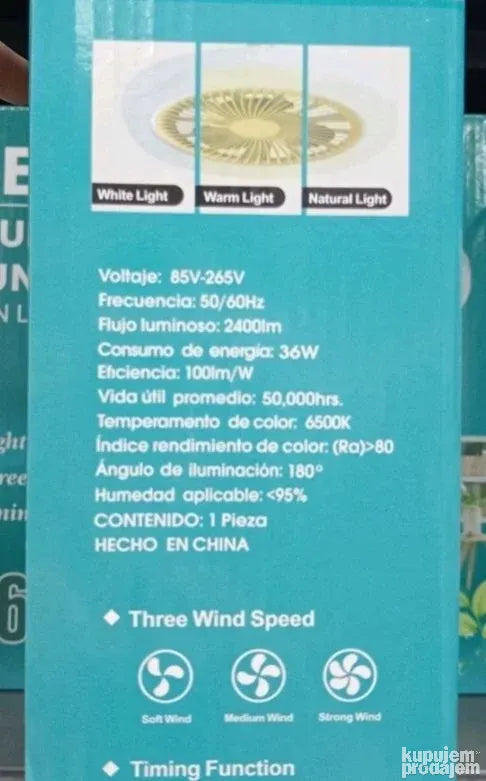 White Light
Warm Light
Natural Light
Voltaje: 85V-265V
Frecuencia: 50/60Hz
Flujo luminoso: 2400lm
Consumo de energía: 36W
Eficiencia: 100lm/W
Vida útil promedio: 50,000hrs.
Temperamento de color: 6500K
Índice rendimiento de color: (Ra)>80
Ángulo de iluminación: 180°
Humedad aplicable: <95%
CONTENIDO: 1 Pieza
HECHO EN CHINA
Three Wind Speed
Soft Wind
Medium Wind
Strong Wind
Timing Function
kupujem
prodajem